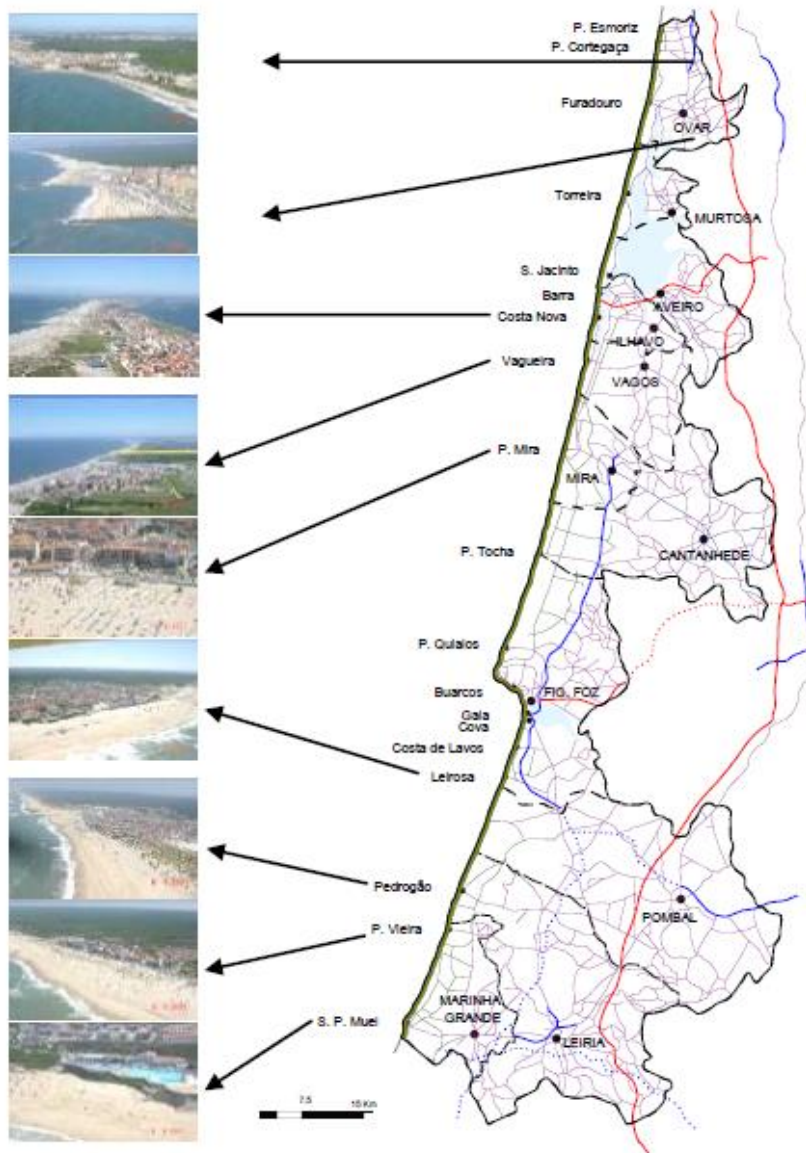 P. Esmoriz
P. Cortegaça
Furadouro
OVAR
Torreira
MURTOSA
S. Jacinto
Barra
AVEIRO
Costa Nova
ILHAVO
Vagueira
VAGOS
P. Mira
MIRA
P. Tocha
CANTANHEDE
P. Quiaios
Buarcos
FIG. FOZ
Gala
Cova
Costa de Lavos
Leirosa
Pedrogão
POMBAL
P. Vieira
MARINHA
GRANDE
S. P. Muel
LEIRIA
7.5 15 Km